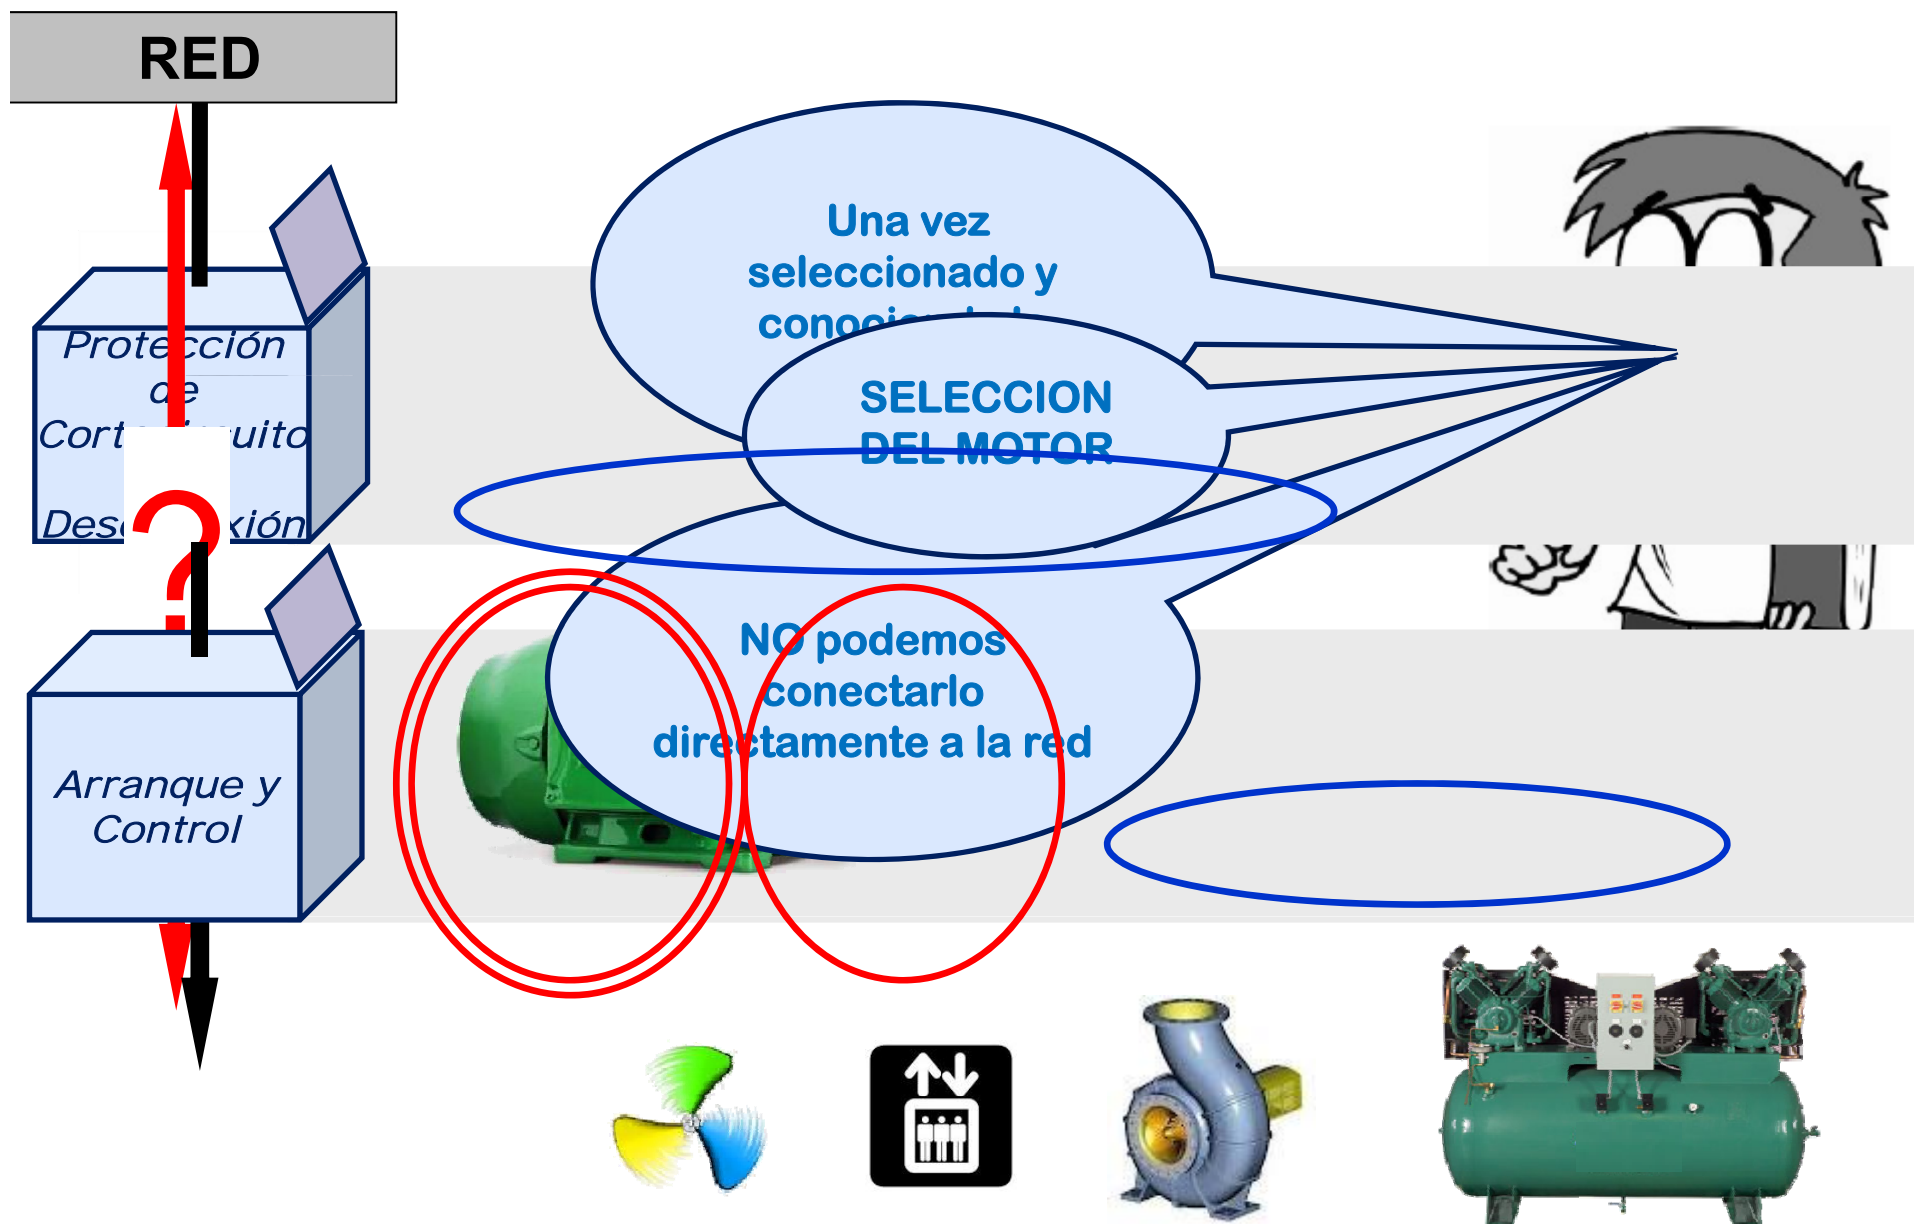 RED
Una vez
seleccionado y
Protección
de
SELECCION
DEL MOTOR
?
NO podemos
conectarlo
directamente a la red
Arranque y
Control